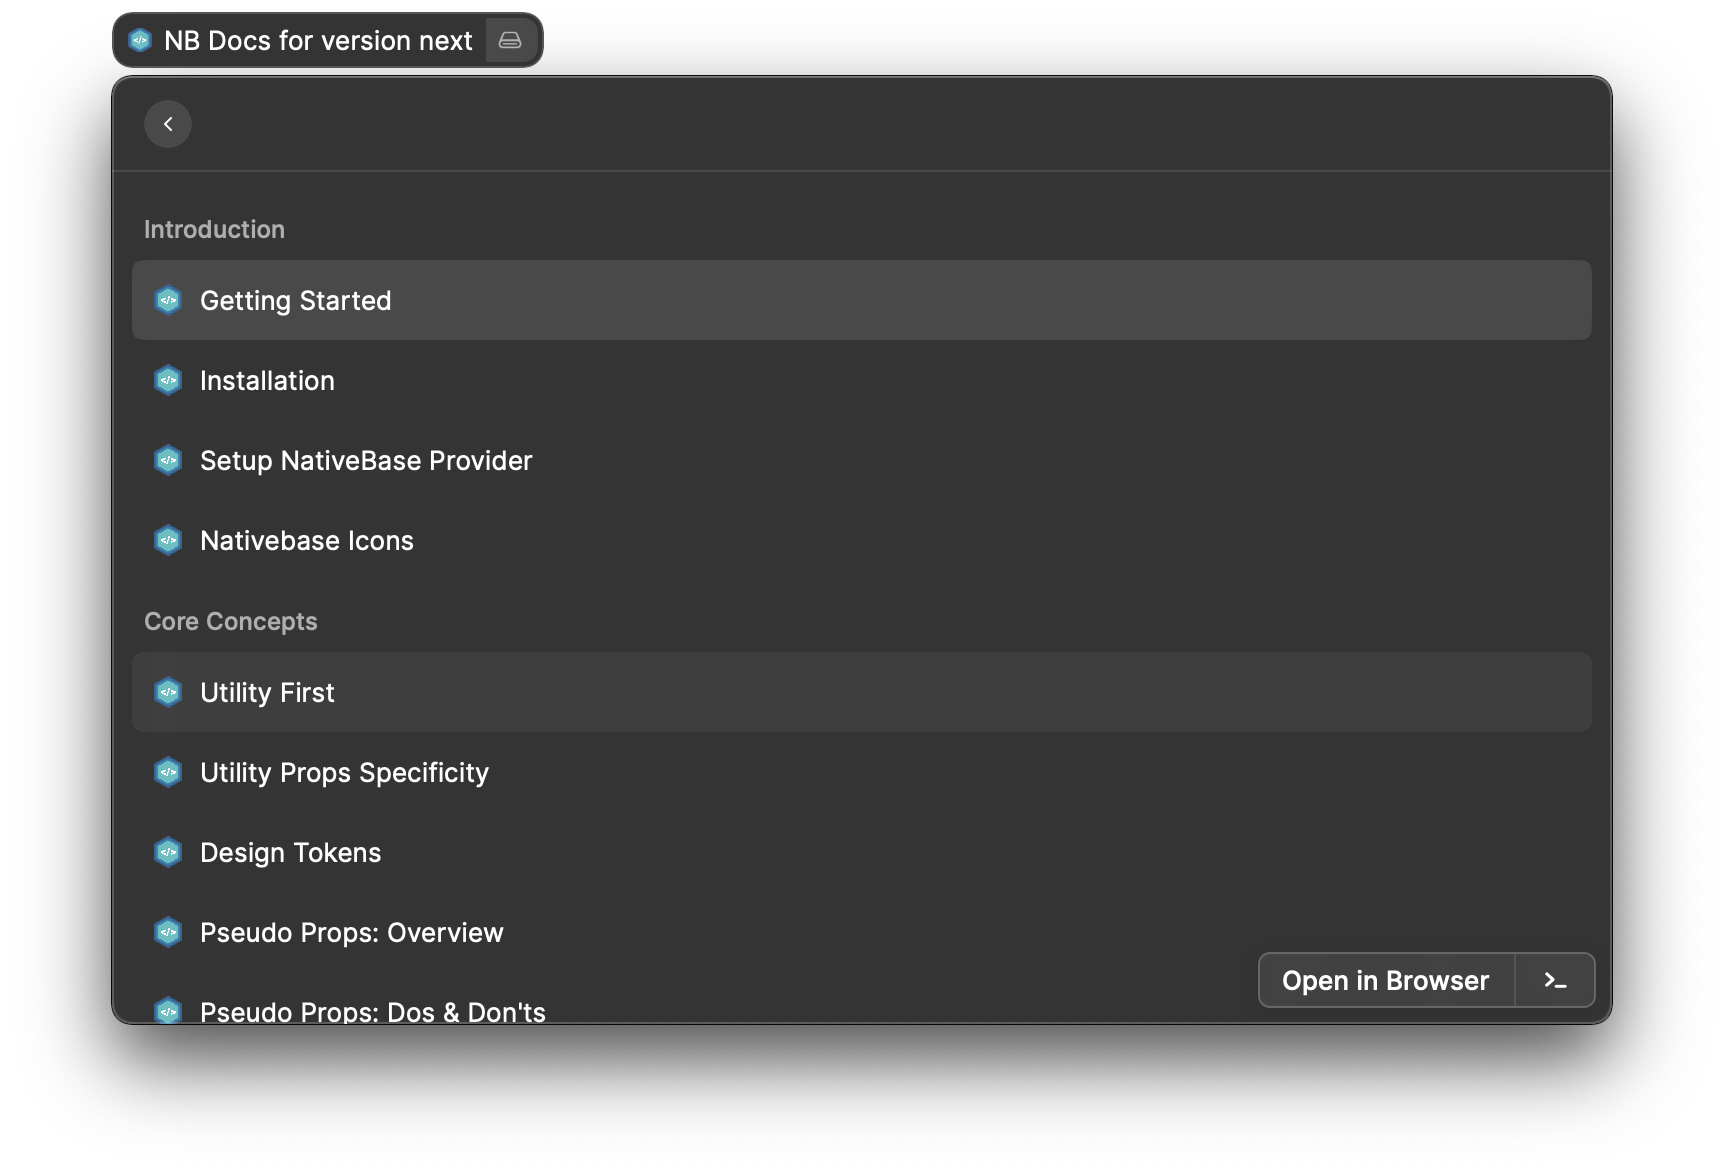 NB Docs for version next
Introduction
Getting Started
Installation
Setup NativeBase Provider
Nativebase Icons
Core Concepts
Utility First
Utility Props Specificity
Design Tokens
Pseudo Props: Overview
Pseudo Props: Dos & Don'ts
Open in Browser